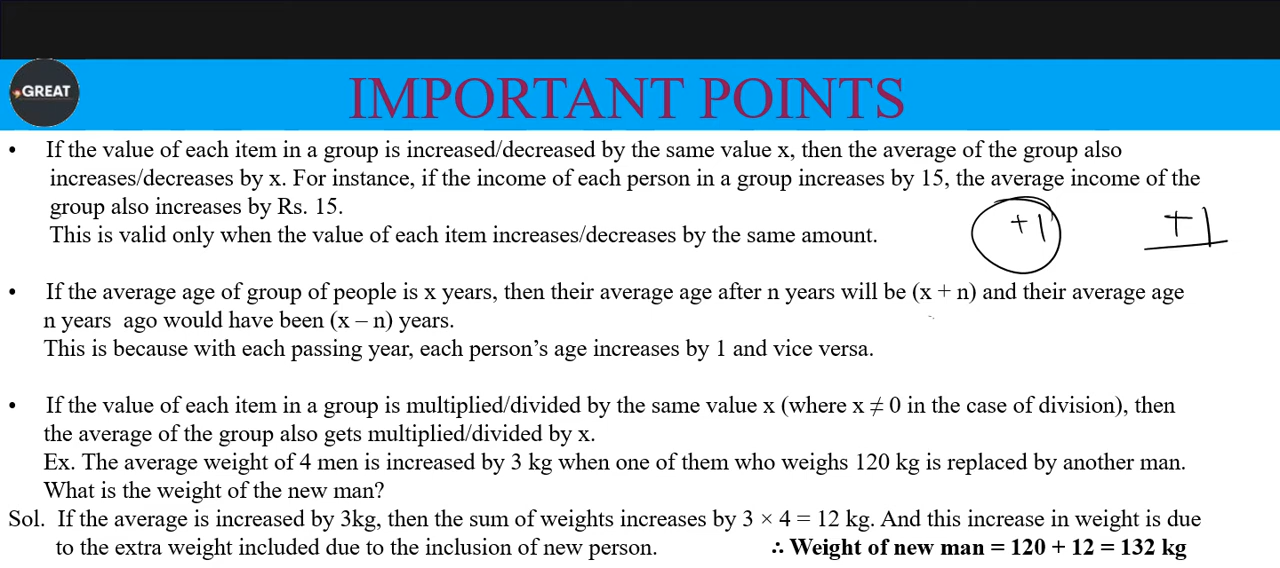 GREAT
IMPORTANT POINTS
• If the value of each item in a group is increased/decreased by the same value x, then the average of the group also
increases/decreases by x. For instance, if the income of each person in a group increases by 15, the average income of the
group also increases by Rs. 15.
This is valid only when the value of each item increases/decreases by the same amount.
+1 +1
• If the average age of group of people is x years, then their average age after n years will be (x + n) and their average age
n years ago would have been (x – n) years.
This is because with each passing year, each person’s age increases by 1 and vice versa.
• If the value of each item in a group is multiplied/divided by the same value x (where x ≠ 0 in the case of division), then
the average of the group also gets multiplied/divided by x.
Ex. The average weight of 4 men is increased by 3 kg when one of them who weighs 120 kg is replaced by another man.
What is the weight of the new man?
Sol. If the average is increased by 3kg, then the sum of weights increases by 3 × 4 = 12 kg. And this increase in weight is due
to the extra weight included due to the inclusion of new person. ∴ Weight of new man = 120 + 12 = 132 kg